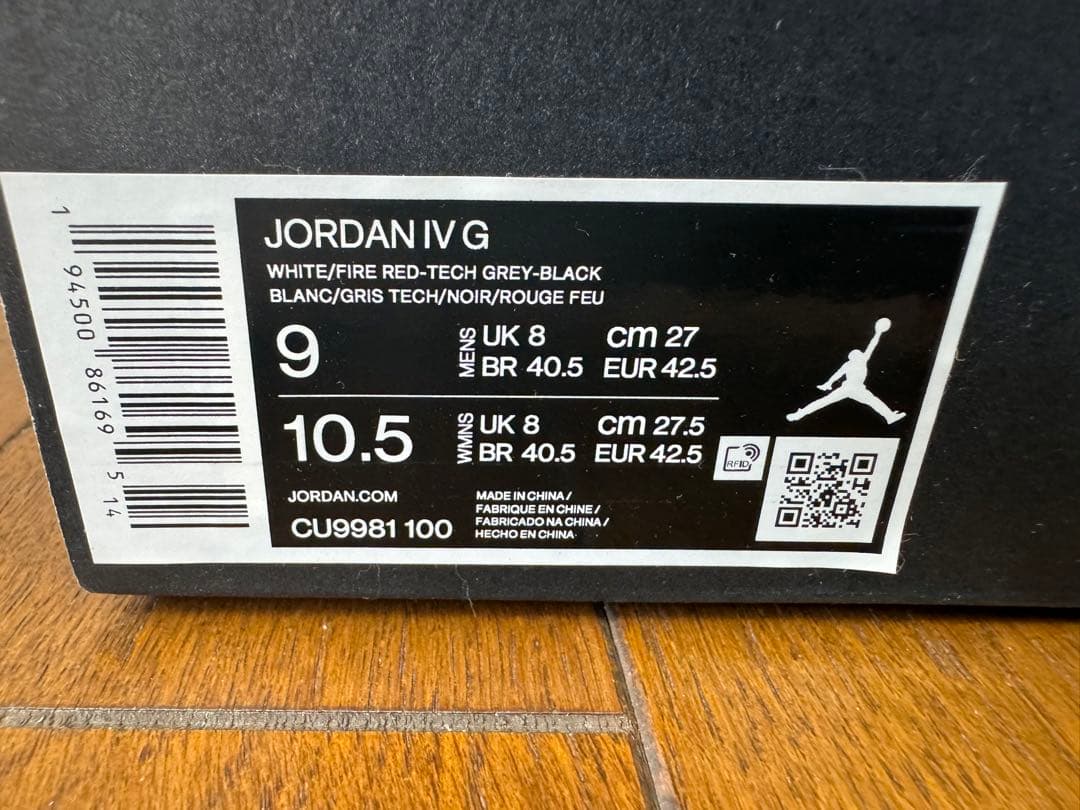 JORDAN IV G
WHITE/FIRE RED-TECH GREY-BLACK
BLANC/GRIS TECH/NOIR/ROUGE FEU
9
MENS
UK 8 cm 27
BR 40.5 EUR 42.5
10.5
WMNS
UK 8 cm 27.5
BR 40.5 EUR 42.5
RFID
JORDAN.COM
CU9981 100
MADE IN CHINA /
FABRIQUE EN CHINE /
FABRICADO NA CHINA /
HECHO EN CHINA
1 94500 86169 5 14